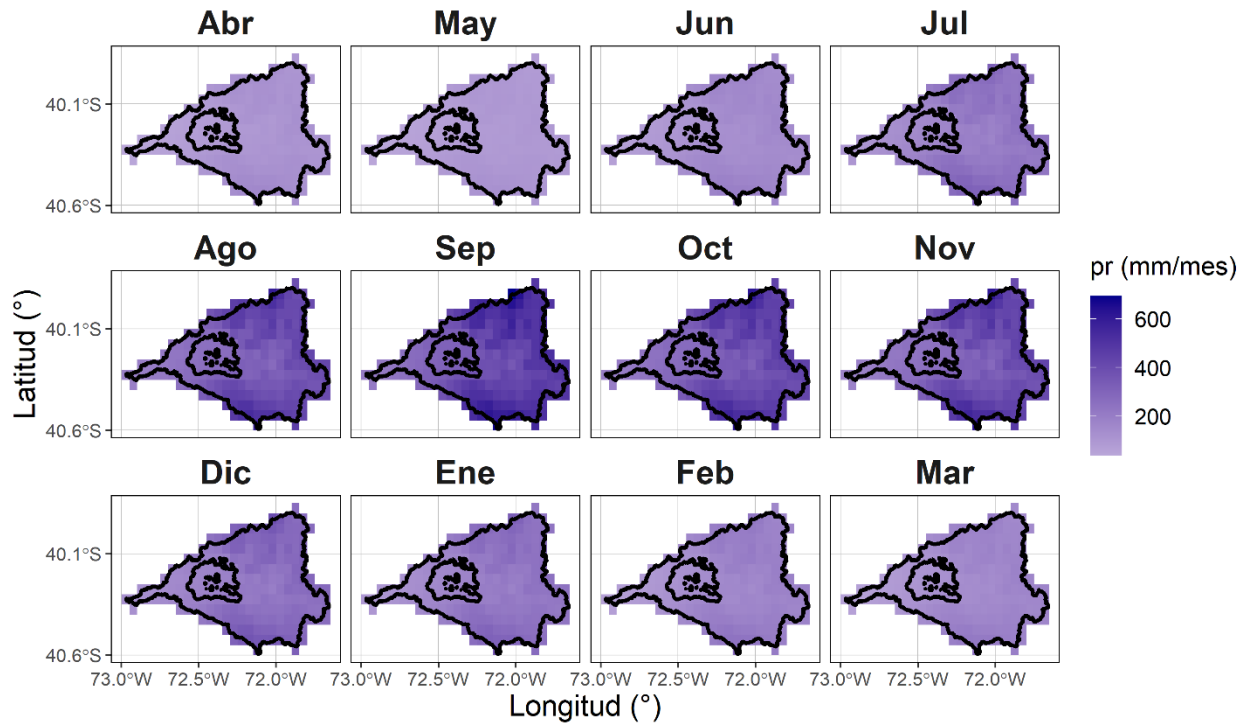 Abr May Jun Jul
40.1°S
40.6°S
Ago Sep Oct Nov
40.1°S
40.6°S
Dic Ene Feb Mar
40.1°S
40.6°S
73.0°W 72.5°W 72.0°W 73.0°W 72.5°W 72.0°W 73.0°W 72.5°W 72.0°W 73.0°W 72.5°W 72.0°W
Longitud (°)
Latitud (°)
pr (mm/mes)
600
400
200